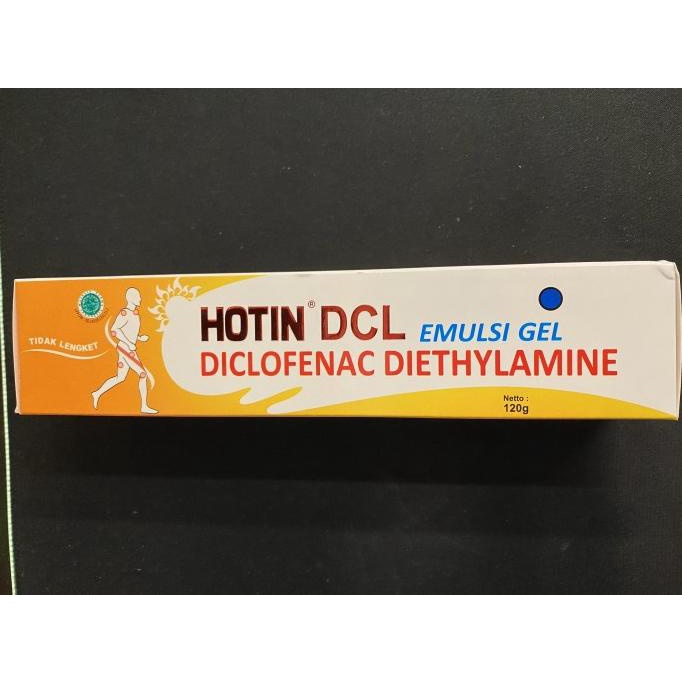 TIDAK LENGKET
HOTIN® DCL EMULSI GEL
DICLOFENAC DIETHYLAMINE
Netto :
120g